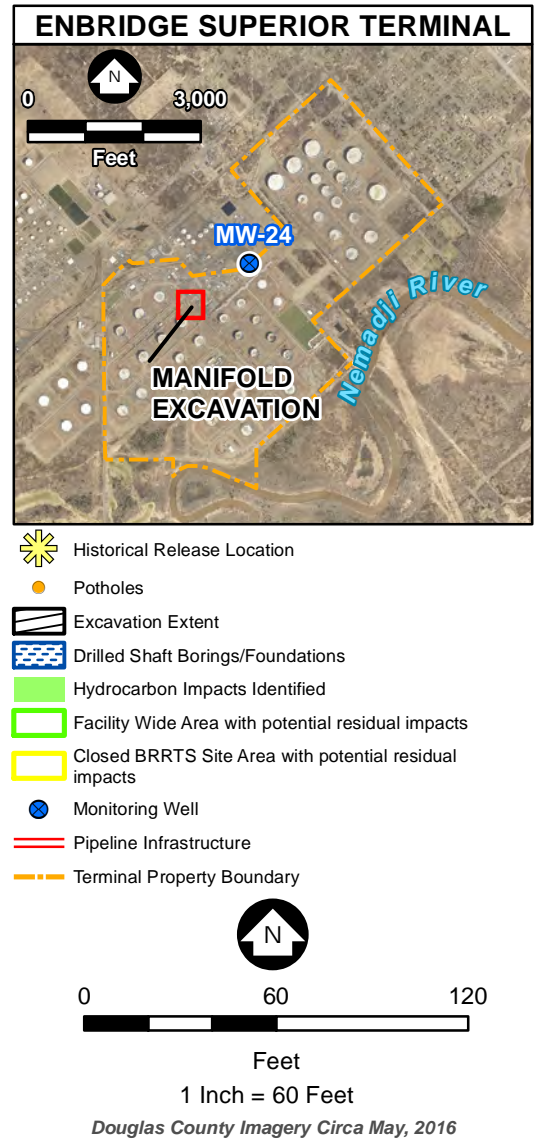 ENBRIDGE SUPERIOR TERMINAL
N
0 3,000
Feet
MW-24
Nemadji River
MANIFOLD
EXCAVATION
Historical Release Location
Potholes
Excavation Extent
Drilled Shaft Borings/Foundations
Hydrocarbon Impacts Identified
Facility Wide Area with potential residual impacts
Closed BRRTS Site Area with potential residual
impacts
Monitoring Well
Pipeline Infrastructure
Terminal Property Boundary
N
0 60 120
Feet
1 Inch = 60 Feet
Douglas County Imagery Circa May, 2016